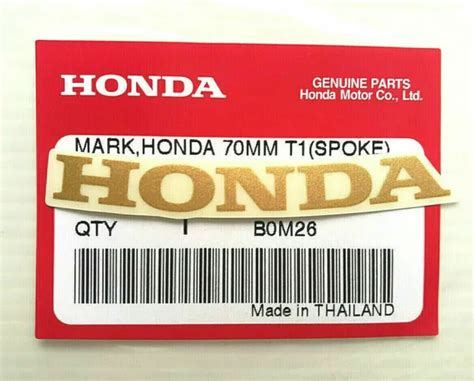 HONDA
GENUINE PARTS
Honda Motor Co., Ltd.
MARK,HONDA 70MM T1(SPOKE)
HONDA
QTY 1 B0M26
Made in THAILAND